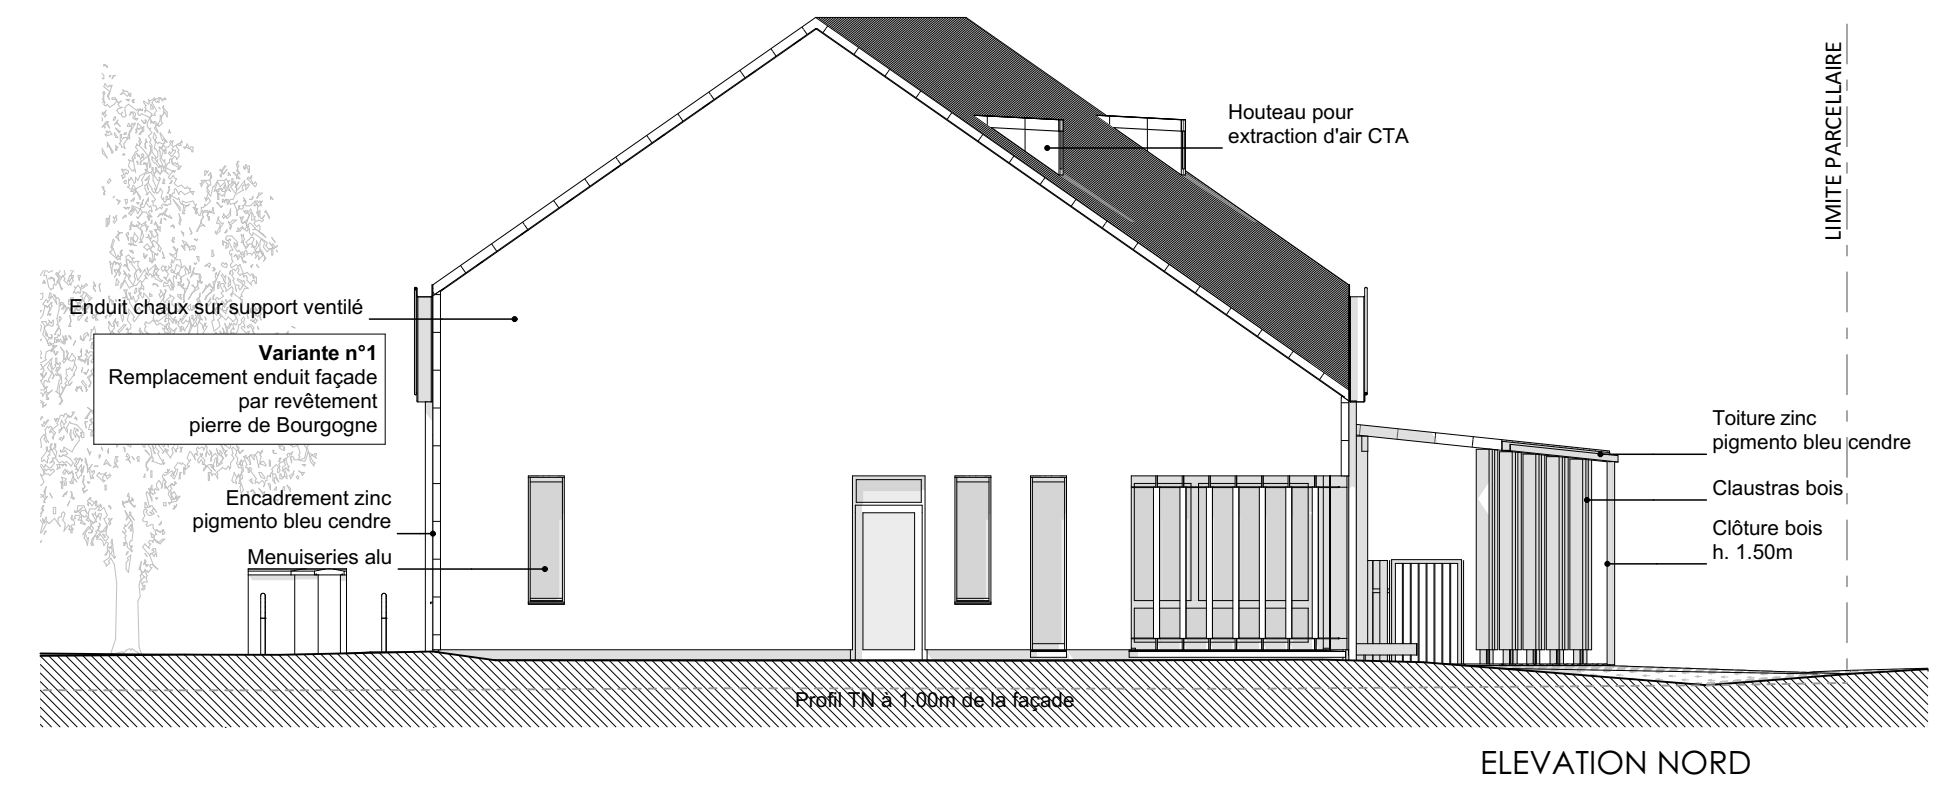 Houteau pour
extraction d'air CTA
LIMITE PARCELLAIRE
Enduit chaux sur support ventilé
Variante n°1
Remplacement enduit façade
par revêtement
pierre de Bourgogne
Encadrement zinc
pigmento bleu cendre
Menuiseries alu
Toiture zinc
pigmento bleu cendre
Claustras bois
Clôture bois
h. 1.50m
Profil TN à 1.00m de la façade
ELEVATION NORD